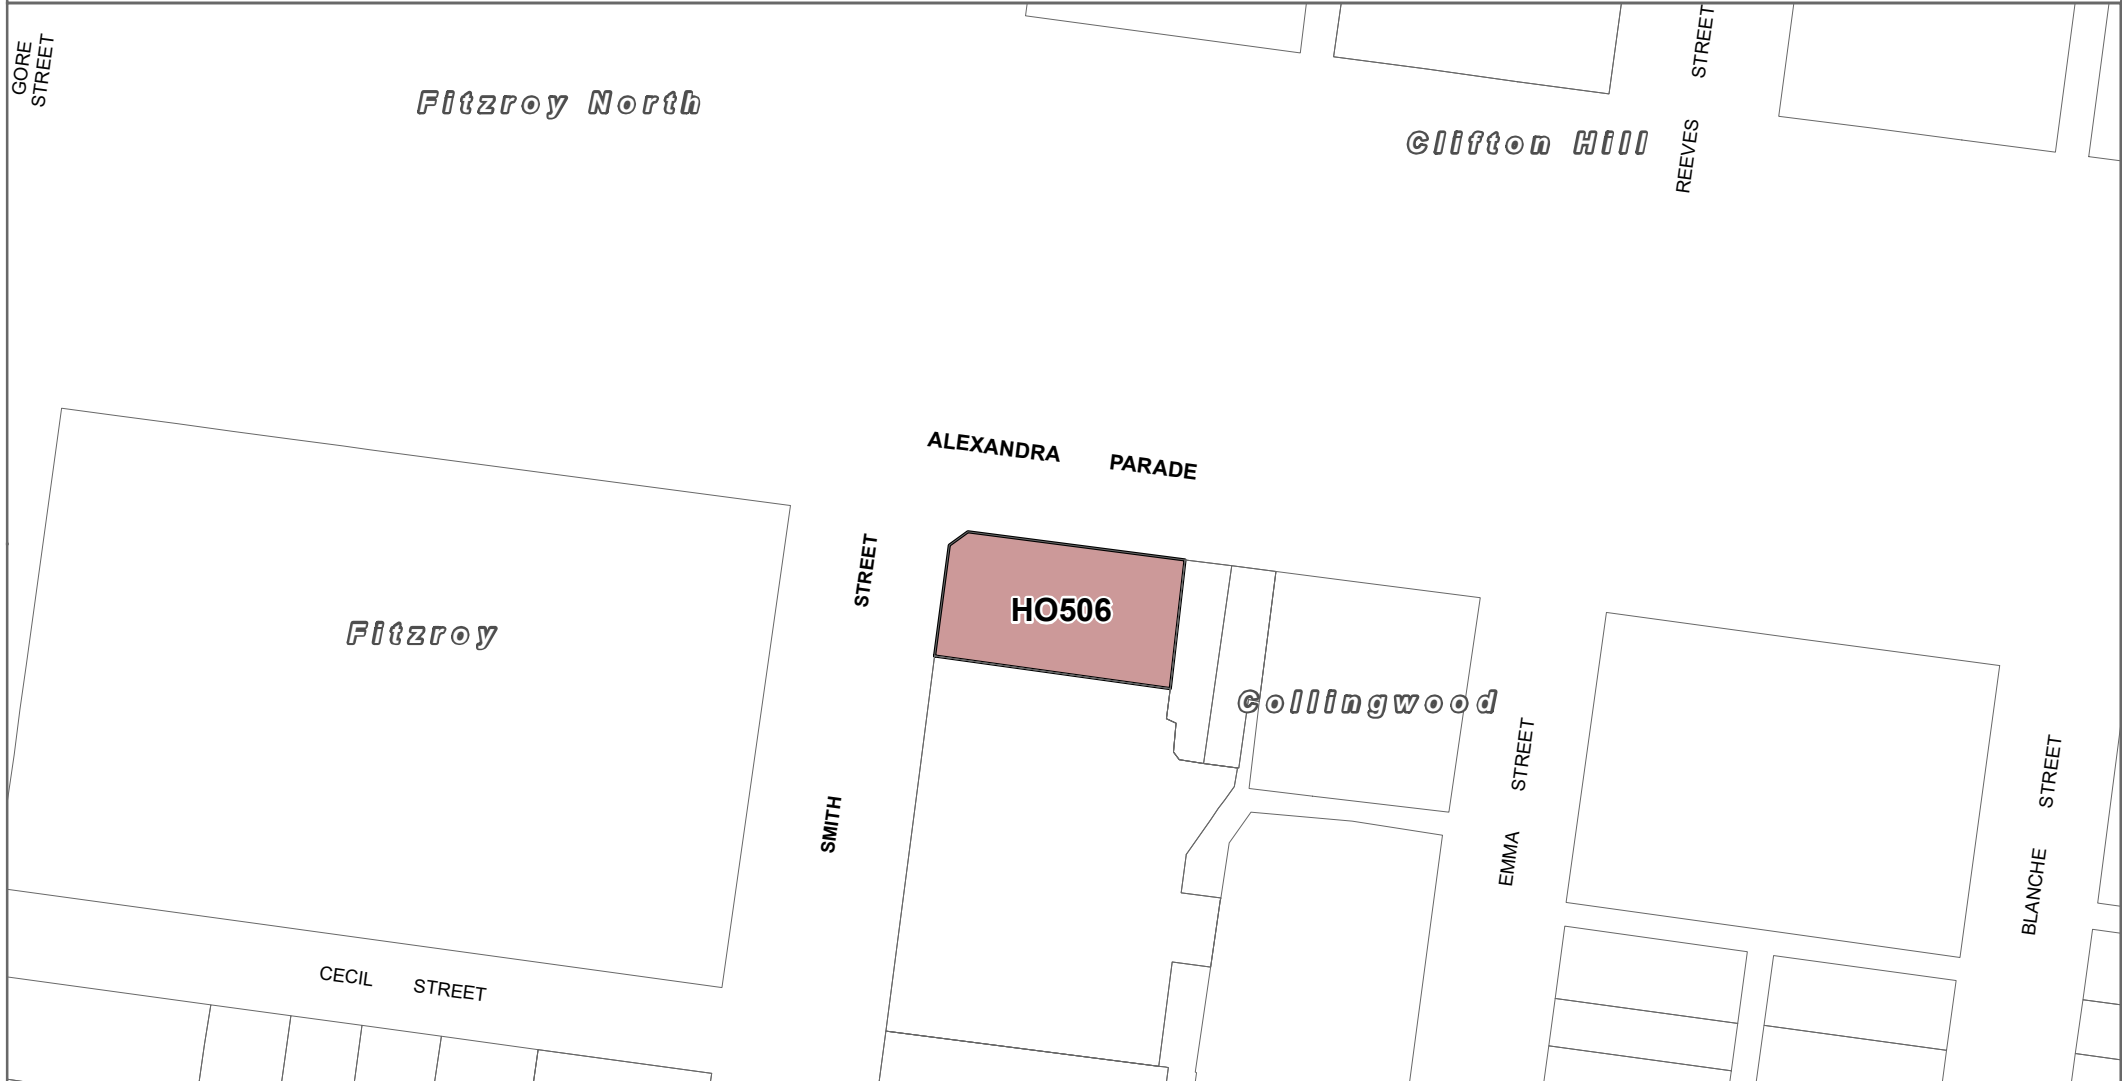 GORE
STREET
Fitzroy North
Clifton Hill
REEVES STREET
ALEXANDRA PARADE
SMITH STREET
HO506
Fitzroy
Collingwood
EMMA STREET
BLANCHE STREET
CECIL STREET